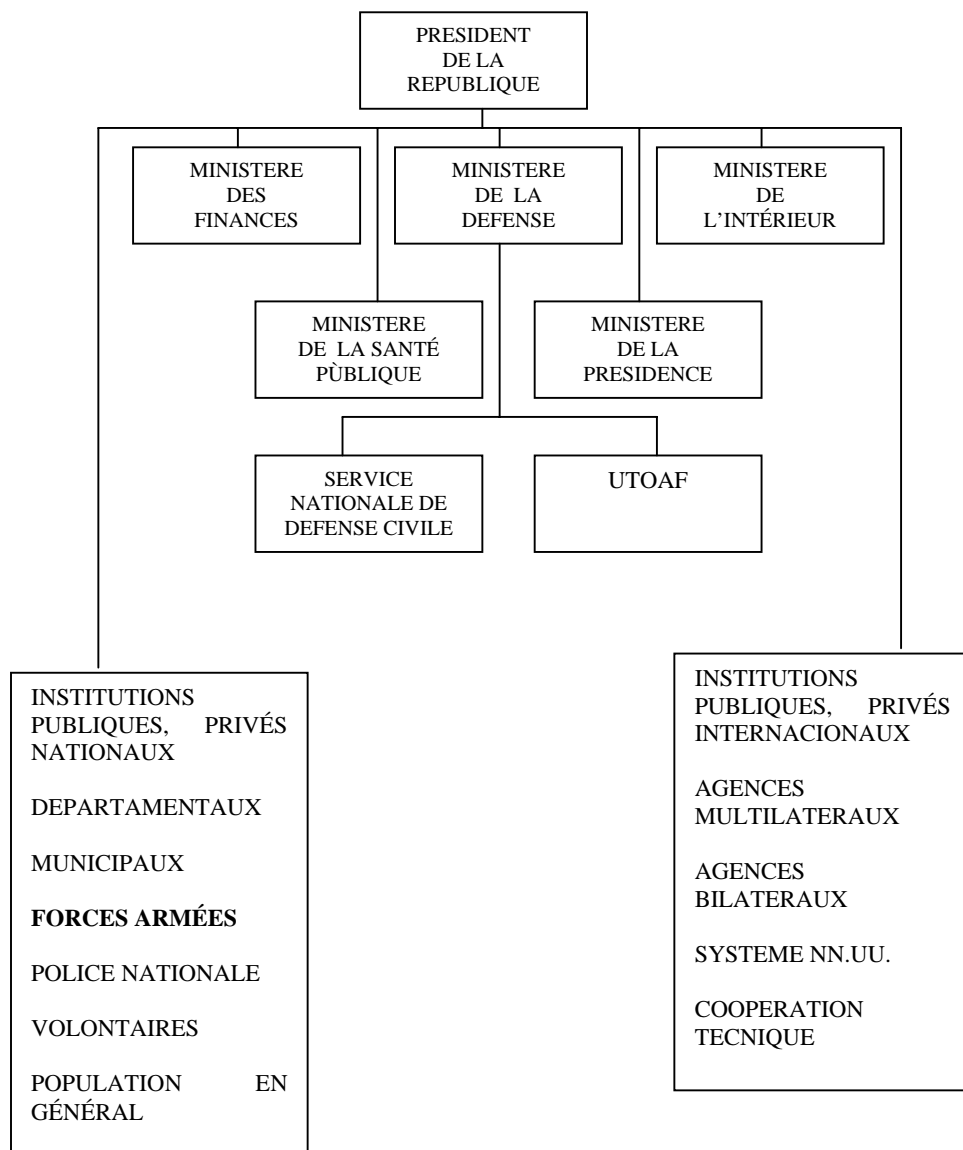 PRESIDENT
DE LA
REPUBLIQUE
MINISTERE
DES
FINANCES
MINISTERE
DE LA
DEFENSE
MINISTERE
DE
L'INTÉRIEUR
MINISTERE
DE LA SANTÉ
PÙBLIQUE
MINISTERE
DE LA
PRESIDENCE
SERVICE
NATIONALE DE
DEFENSE CIVILE
UTOAF
INSTITUTIONS
PUBLIQUES, PRIVÉS
NATIONAUX
DEPARTAMENTAUX
MUNICIPAUX
FORCES ARMÉES
POLICE NATIONALE
VOLONTAIRES
POPULATION EN
GÉNÉRAL
INSTITUTIONS
PUBLIQUES, PRIVÉS
INTERNACIONAUX
AGENCES
MULTILATERAUX
AGENCES
BILATERAUX
SYSTEME NN.UU.
COOPERATION
TECNIQUE